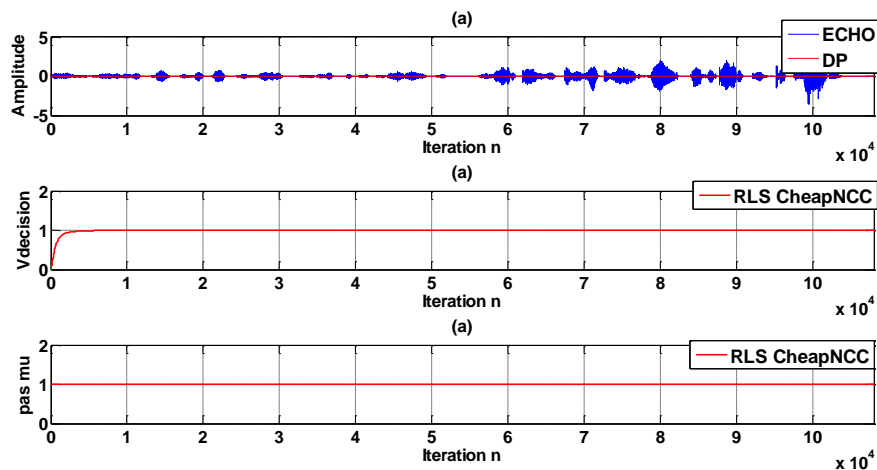 (a)
5
ECHO
DP
Amplitude
0
-5
0 1 2 3 4 5 6 7 8 9 10
Iteration n
x 10^4
(a)
2
RLS CheapNCC
Vdecision
1
0
0 1 2 3 4 5 6 7 8 9 10
Iteration n
x 10^4
(a)
2
RLS CheapNCC
pas mu
1
0
0 1 2 3 4 5 6 7 8 9 10
Iteration n
x 10^4